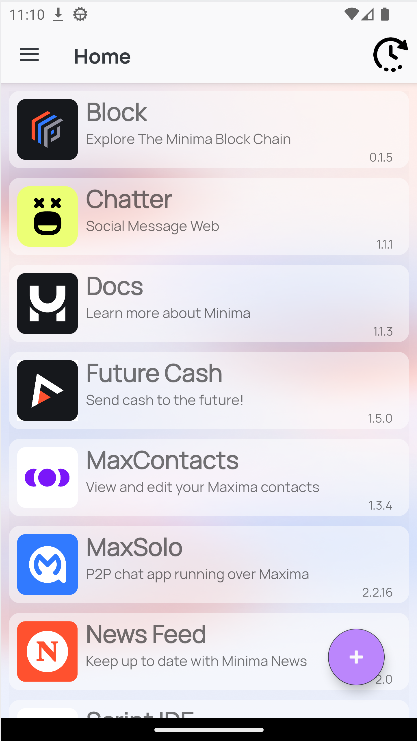 11:10
Home
Block
Explore The Minima Block Chain
0.1.5
Chatter
Social Message Web
1.1.1
Docs
Learn more about Minima
1.1.3
Future Cash
Send cash to the future!
1.5.0
MaxContacts
View and edit your Maxima contacts
1.3.4
MaxSolo
P2P chat app running over Maxima
2.2.16
N
News Feed
Keep up to date with Minima News
+
2.0
Script IDE